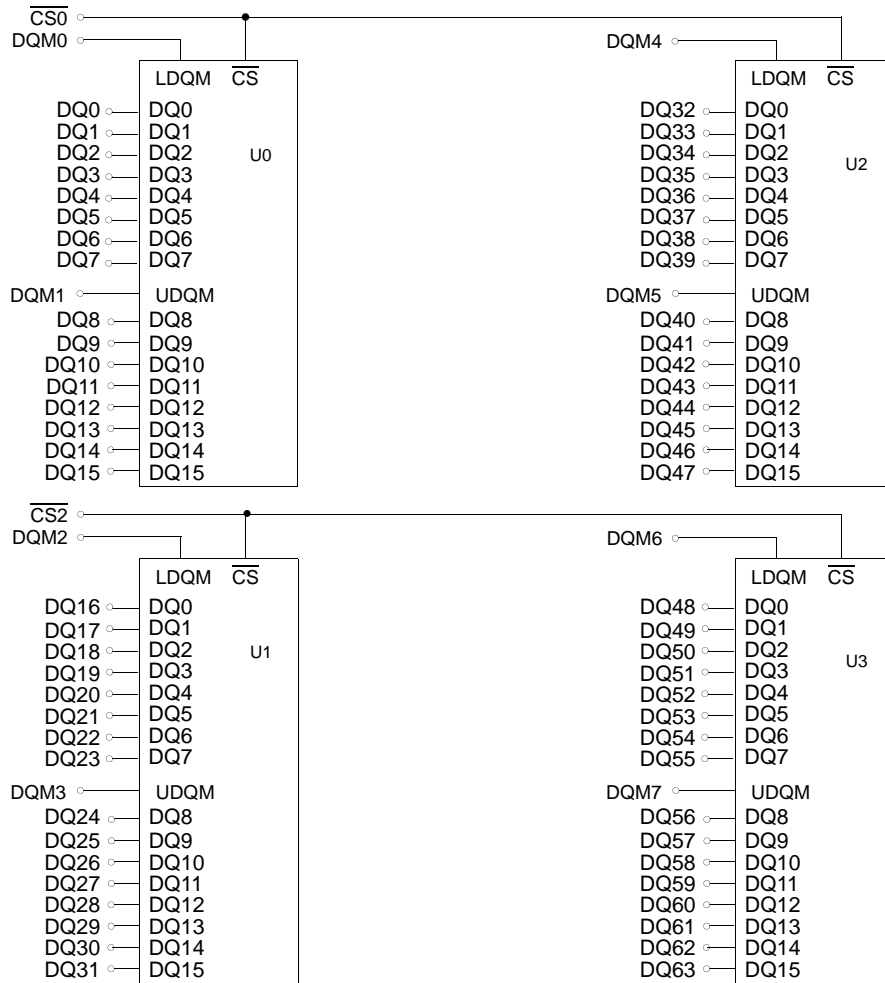 CS0
DQM0
LDQM CS
DQ0 DQ0
DQ1 DQ1
DQ2 DQ2
U0
DQ3 DQ3
DQ4 DQ4
DQ5 DQ5
DQ6 DQ6
DQ7 DQ7
DQM1 UDQM
DQ8 DQ8
DQ9 DQ9
DQ10 DQ10
DQ11 DQ11
DQ12 DQ12
DQ13 DQ13
DQ14 DQ14
DQ15 DQ15
DQM4
LDQM CS
DQ32 DQ0
DQ33 DQ1
DQ34 DQ2
U2
DQ35 DQ3
DQ36 DQ4
DQ37 DQ5
DQ38 DQ6
DQ39 DQ7
DQM5 UDQM
DQ40 DQ8
DQ41 DQ9
DQ42 DQ10
DQ43 DQ11
DQ44 DQ12
DQ45 DQ13
DQ46 DQ14
DQ47 DQ15
CS2
DQM2
LDQM CS
DQ16 DQ0
DQ17 DQ1
DQ18 DQ2
U1
DQ19 DQ3
DQ20 DQ4
DQ21 DQ5
DQ22 DQ6
DQ23 DQ7
DQM3 UDQM
DQ24 DQ8
DQ25 DQ9
DQ26 DQ10
DQ27 DQ11
DQ28 DQ12
DQ29 DQ13
DQ30 DQ14
DQ31 DQ15
DQM6
LDQM CS
DQ48 DQ0
DQ49 DQ1
DQ50 DQ2
U3
DQ51 DQ3
DQ52 DQ4
DQ53 DQ5
DQ54 DQ6
DQ55 DQ7
DQM7 UDQM
DQ56 DQ8
DQ57 DQ9
DQ58 DQ10
DQ59 DQ11
DQ60 DQ12
DQ61 DQ13
DQ62 DQ14
DQ63 DQ15